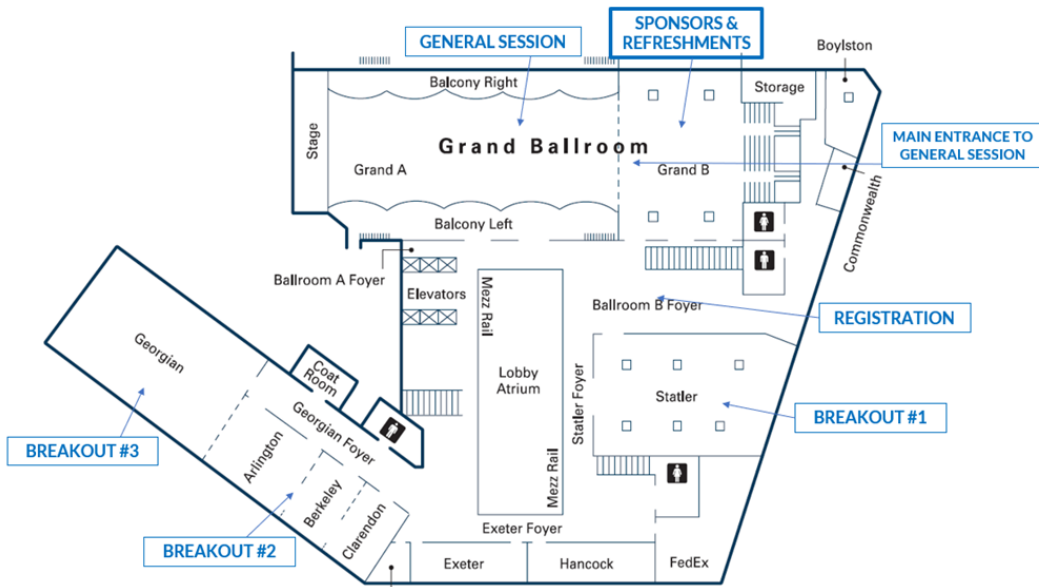 GENERAL SESSION
SPONSORS &
REFRESHMENTS
Boylston
Balcony Right
Storage
Stage
Grand Ballroom
MAIN ENTRANCE TO
GENERAL SESSION
Grand A
Grand B
Balcony Left
Commonwealth
Ballroom A Foyer
Elevators
Mezz Rail
Ballroom B Foyer
REGISTRATION
Georgian
Coat
Room
Lobby
Atrium
Statler Foyer
Statler
BREAKOUT #1
Georgian Foyer
BREAKOUT #3
Arlington
Berkeley
Clarendon
Mezz Rail
BREAKOUT #2
Exeter Foyer
Exeter
Hancock
FedEx